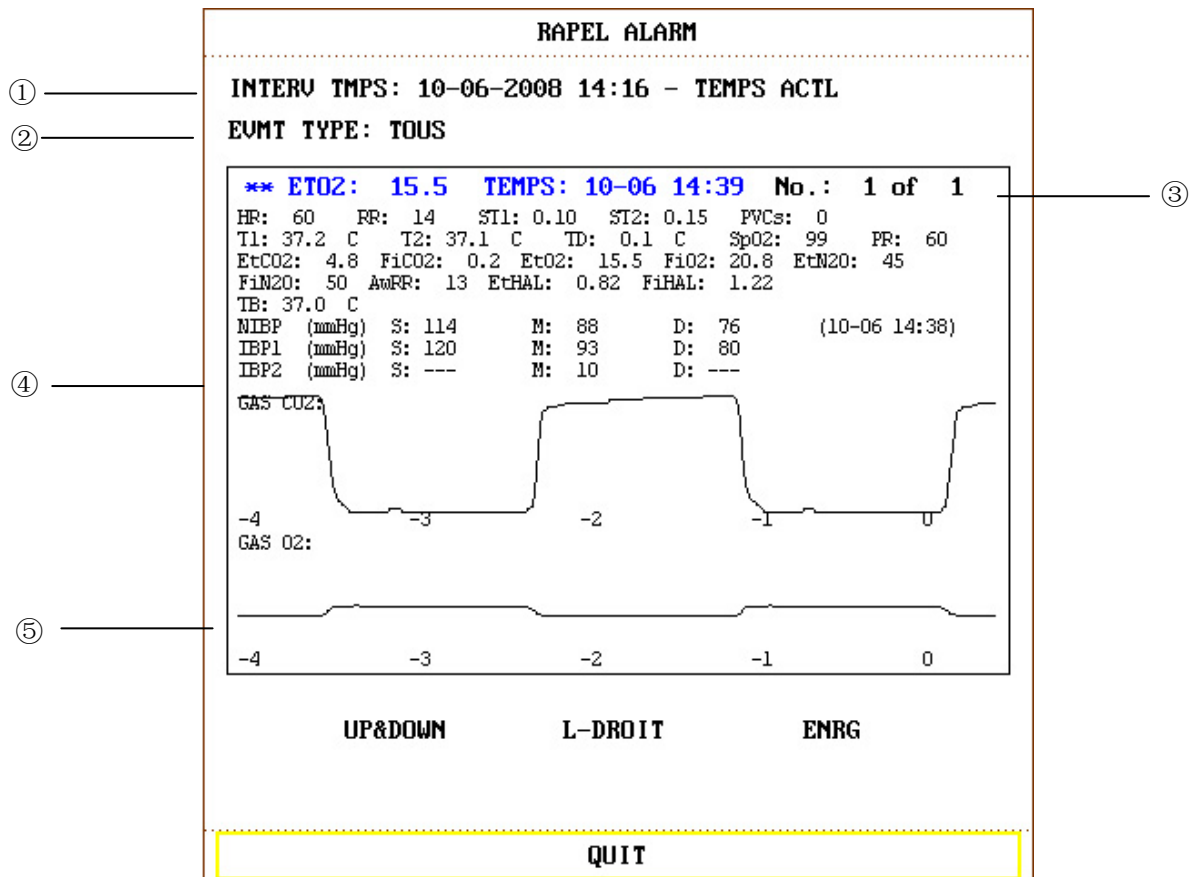 RAPEL ALARM
① INTERV TMPS: 10-06-2008 14:16 - TEMPS ACTL
② EVMT TYPE: TOUS
** ETO2: 15.5 TEMPS: 10-06 14:39 No.: 1 of 1 ③
HR: 60 RR: 14 ST1: 0.10 ST2: 0.15 PVCs: 0
T1: 37.2 C T2: 37.1 C TD: 0.1 C SpO2: 99 PR: 60
EtCO2: 4.8 FiCO2: 0.2 EtO2: 15.5 FiO2: 20.8 EtN2O: 45
FiN2O: 50 AwRR: 13 EtHAL: 0.82 FiHAL: 1.22
TB: 37.0 C
NIBP (mmHg) S: 114 M: 88 D: 76 (10-06 14:38)
IBP1 (mmHg) S: 120 M: 93 D: 80
IBP2 (mmHg) S: --- M: 10 D: ---
④
GAS CO2:
-4 -3 -2 -1 0
GAS O2:
⑤
-4 -3 -2 -1 0
UP&DOWN L-DROIT ENRG
QUIT